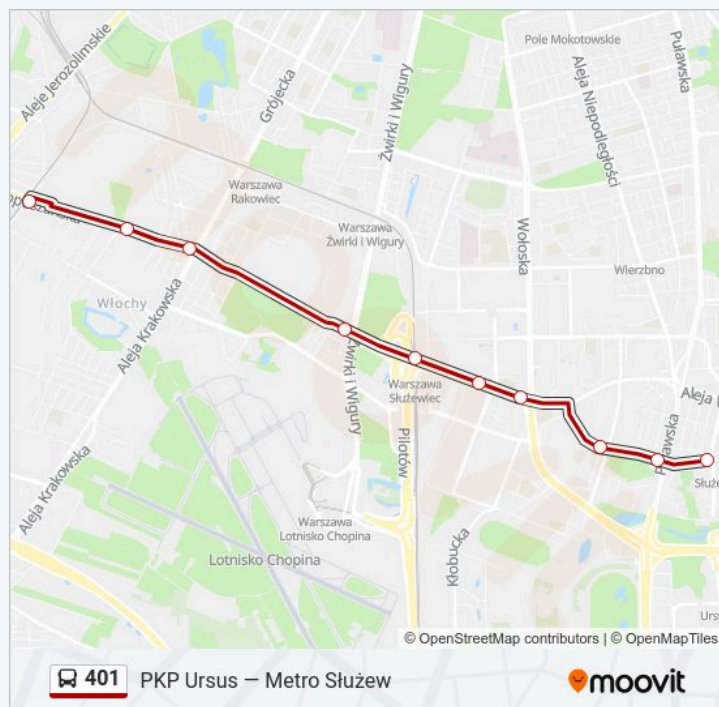 Pole Mokotowskie
Puławska
Aleje Jerozolimskie
Aleja Niepodległości
Grójecka
Żwirki i Wigury
Warszawa
Rakowiec
Warszawa
Żwirki i Wigury
Wołoska
Wierzbno
Włochy
Aleja Krakowska
Żwirki i Wigury
Warszawa
Służewiec
Pilotów
Aleja
Aleja Krakowska
Warszawa
Lotnisko Chopina
Lotnisko Chopina
Kłobucka
© OpenStreetMap contributors | © OpenMapTiles
401 PKP Ursus — Metro Służew
moovit